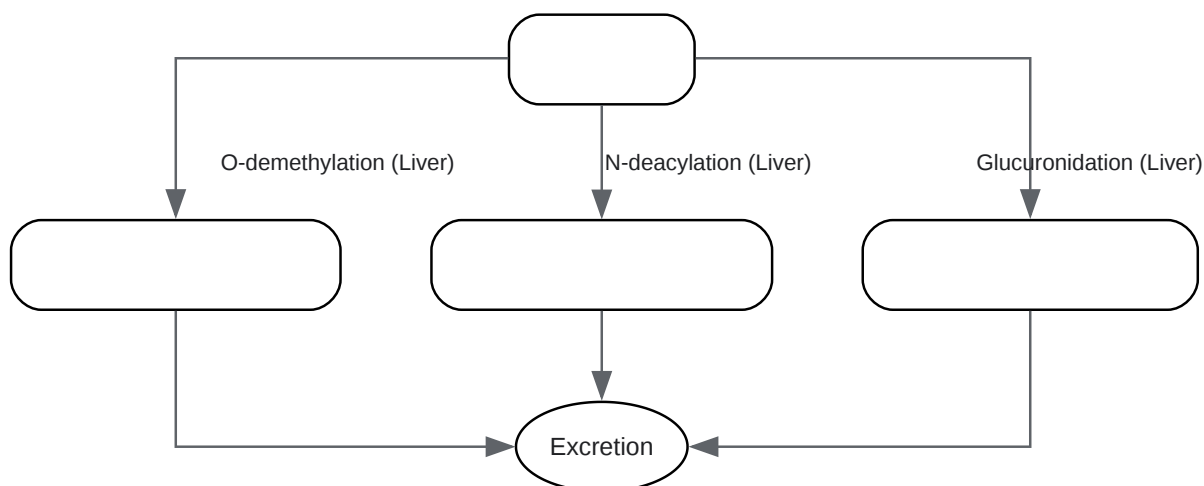 O-demethylation (Liver)
N-deacylation (Liver)
Glucuronidation (Liver)
Excretion